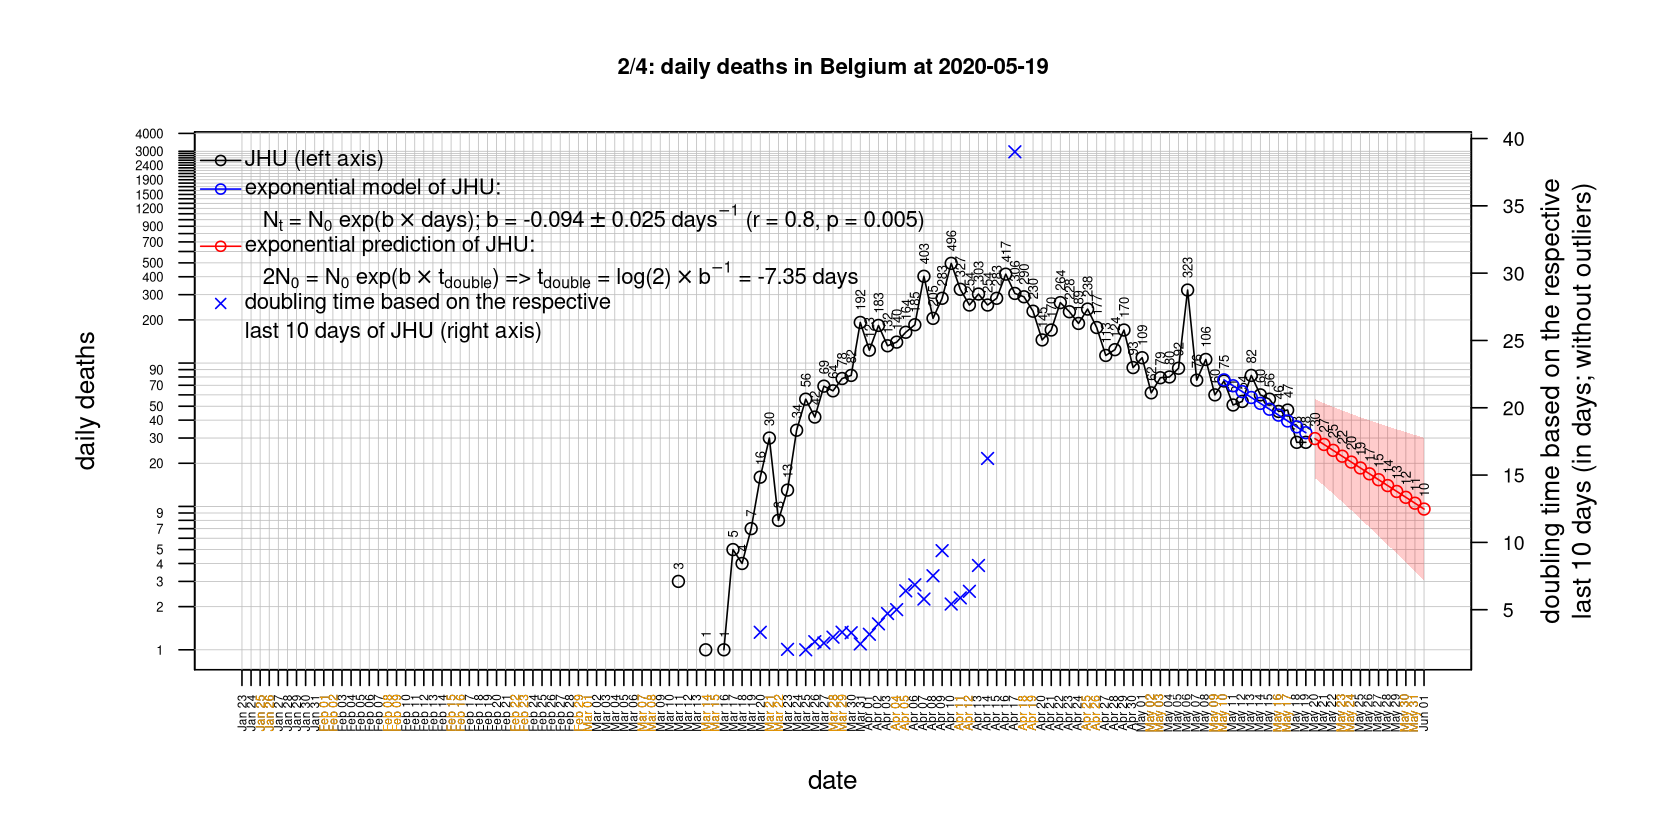 2/4: daily deaths in Belgium at 2020-05-19
JHU (left axis)
exponential model of JHU:
Nt = N0 exp(b × days); b = -0.094 ± 0.025 days−1 (r = 0.8, p = 0.005)
exponential prediction of JHU:
2N0 = N0 exp(b × tdouble) => tdouble = log(2) × b−1 = -7.35 days
doubling time based on the respective
last 10 days of JHU (right axis)
daily deaths
4000
3000
2400
1900
1500
1200
900
700
500
400
300
200
90
70
50
40
30
20
9
7
5
4
3
2
1
40
35
30
25
20
15
10
5
doubling time based on the respective
last 10 days (in days; without outliers)
3
1
1
5
4
7
16
30
8
13
34
56
42
69
64
78
82
192
123
183
132
140
164
185
403
205
283
496
327
254
303
254
283
417
306
290
230
145
170
264
228
189
238
177
113
124
170
93
109
62
79
80
92
323
76
106
60
75
82
60
56
46
47
30
27
25
22
20
19
17
15
14
13
12
11
10
Jan 23
Jan 24
Jan 25
Jan 26
Jan 27
Jan 28
Jan 29
Jan 30
Jan 31
Feb 01
Feb 02
Feb 03
Feb 04
Feb 05
Feb 06
Feb 07
Feb 08
Feb 09
Feb 10
Feb 11
Feb 12
Feb 13
Feb 14
Feb 15
Feb 16
Feb 17
Feb 18
Feb 19
Feb 20
Feb 21
Feb 22
Feb 23
Feb 24
Feb 25
Feb 26
Feb 27
Feb 28
Feb 29
Mar 01
Mar 02
Mar 03
Mar 04
Mar 05
Mar 06
Mar 07
Mar 08
Mar 09
Mar 10
Mar 11
Mar 12
Mar 13
Mar 14
Mar 15
Mar 16
Mar 17
Mar 18
Mar 19
Mar 20
Mar 21
Mar 22
Mar 23
Mar 24
Mar 25
Mar 26
Mar 27
Mar 28
Mar 29
Mar 30
Mar 31
Apr 01
Apr 02
Apr 03
Apr 04
Apr 05
Apr 06
Apr 07
Apr 08
Apr 09
Apr 10
Apr 11
Apr 12
Apr 13
Apr 14
Apr 15
Apr 16
Apr 17
Apr 18
Apr 19
Apr 20
Apr 21
Apr 22
Apr 23
Apr 24
Apr 25
Apr 26
Apr 27
Apr 28
Apr 29
Apr 30
May 01
May 02
May 03
May 04
May 05
May 06
May 07
May 08
May 09
May 10
May 11
May 12
May 13
May 14
May 15
May 16
May 17
May 18
May 19
May 20
May 21
May 22
May 23
May 24
May 25
May 26
May 27
May 28
May 29
May 30
May 31
Jun 01
date